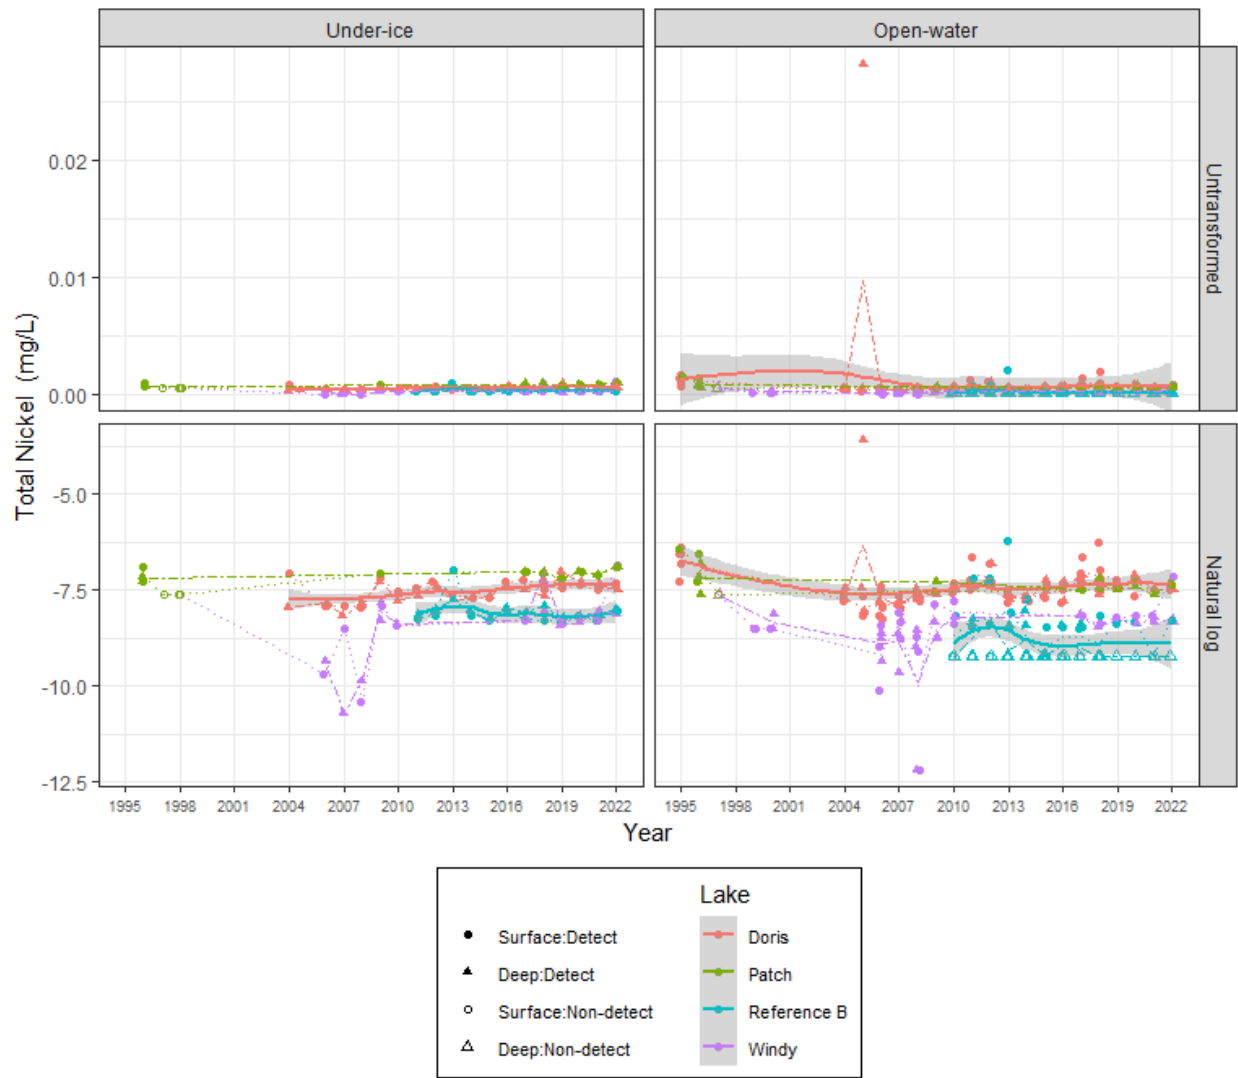 Under-ice
Open-water
Total Nickel (mg/L)
0.02
0.01
0.00
Untransformed
-5.0
-7.5
-10.0
-12.5
Natural log
1995 1998 2001 2004 2007 2010 2013 2016 2019 2022
1995 1998 2001 2004 2007 2010 2013 2016 2019 2022
Year
Surface:Detect
Deep:Detect
Surface:Non-detect
Deep:Non-detect
Lake
Doris
Patch
Reference B
Windy